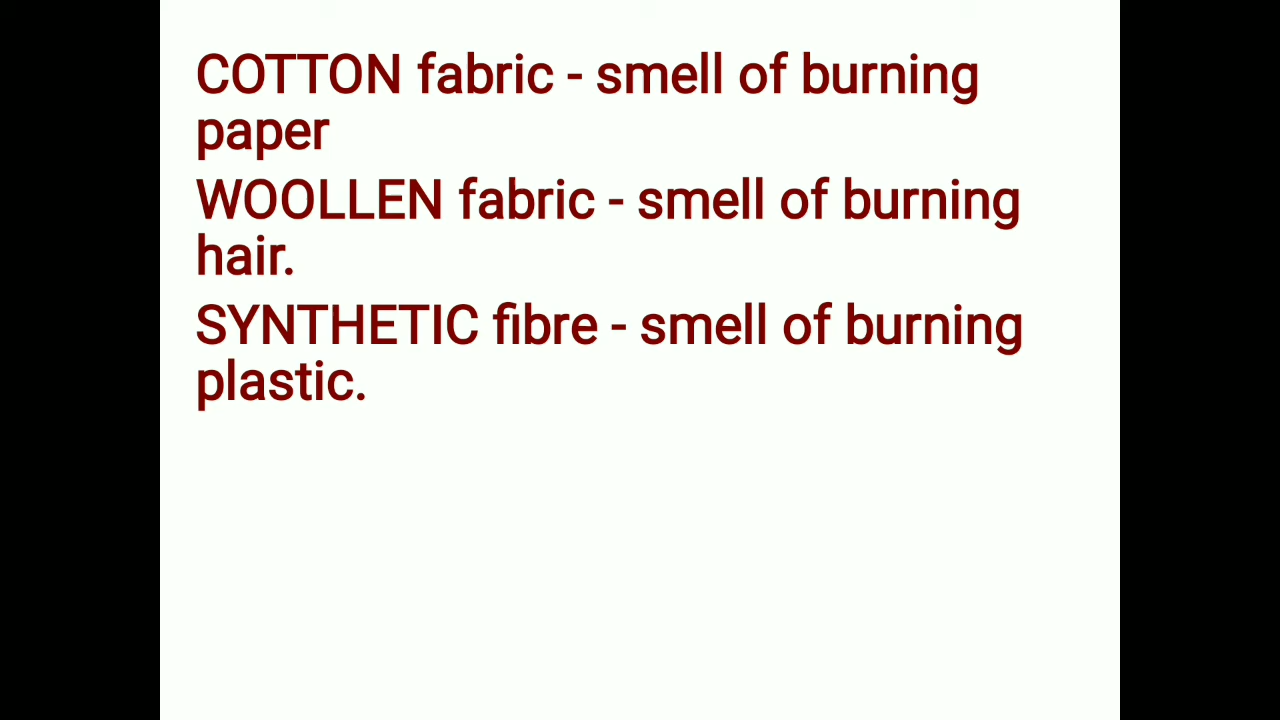 COTTON fabric - smell of burning
paper
WOOLLEN fabric - smell of burning
hair.
SYNTHETIC fibre - smell of burning
plastic.